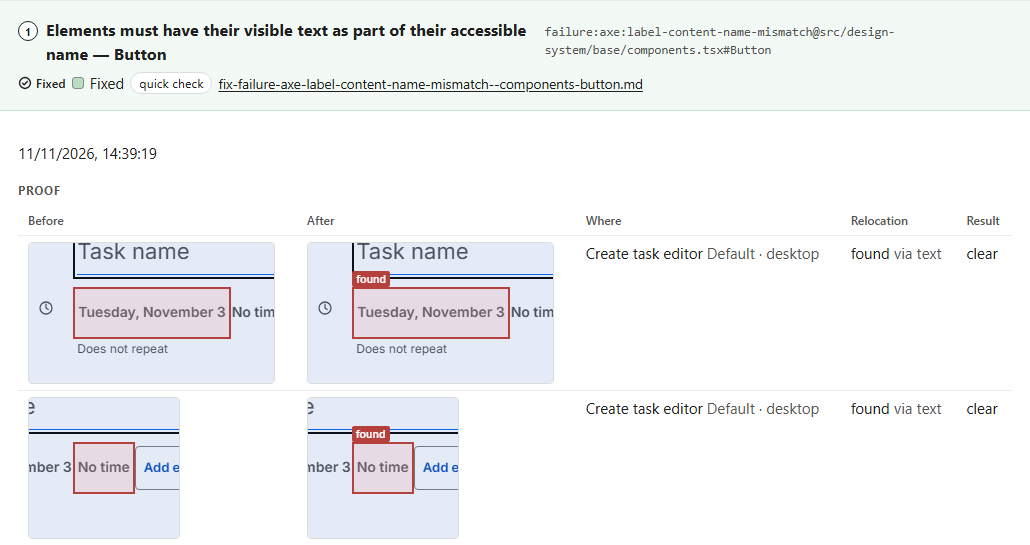 1 Elements must have their visible text as part of their accessible
name — Button
failure:axe:label-content-name-mismatch@src/design-
system/base/components.tsx#Button
Fixed Fixed quick check fix-failure-axe-label-content-name-mismatch--components-button.md
11/11/2026, 14:39:19
PROOF
Before After Where Relocation Result
Task name
Tuesday, November 3 No tim
Does not repeat
Task name
found
Tuesday, November 3 No tim
Does not repeat
Create task editor Default · desktop
found via text
clear
e
mber 3 No time Add e
e
found
mber 3 No time Add e
Create task editor Default · desktop
found via text
clear